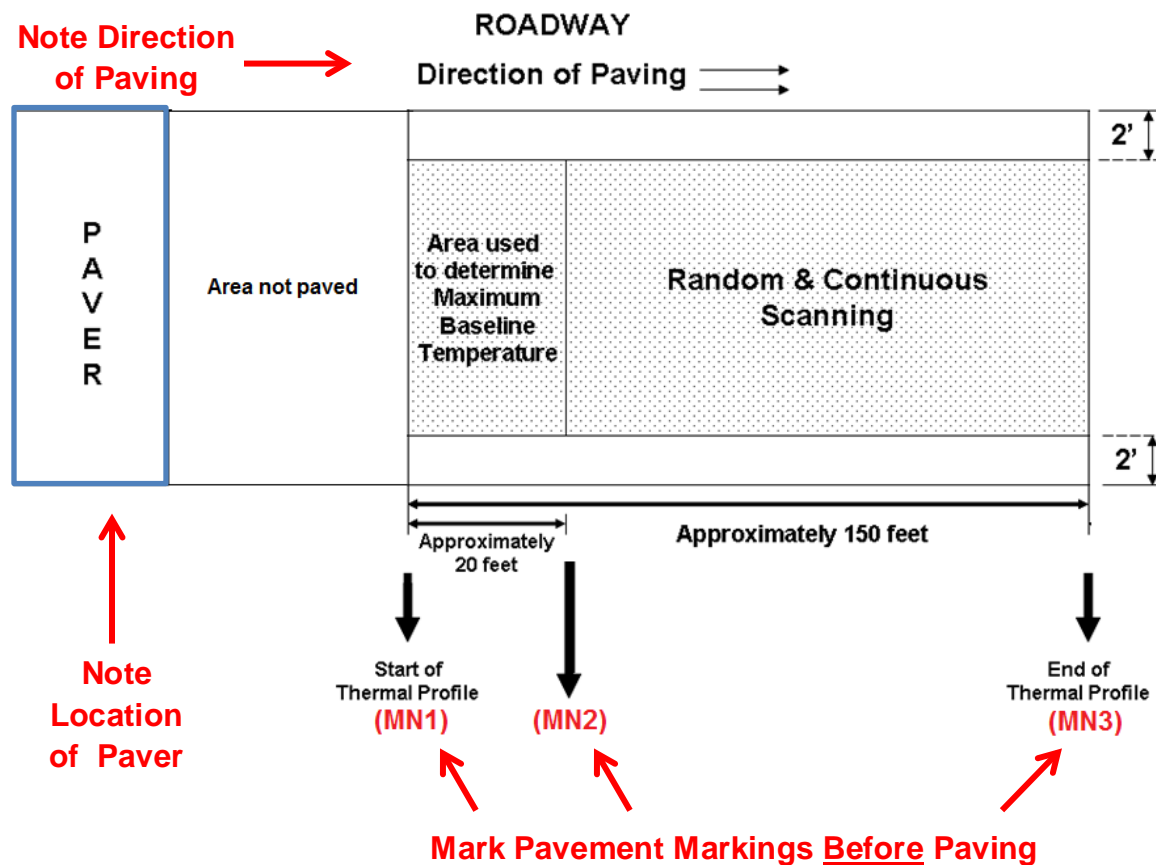 ROADWAY
Note Direction
of Paving
Direction of Paving
2'
P
A
V
E
R
Area not paved
Area used
to determine
Maximum
Baseline
Temperature
Random & Continuous
Scanning
2'
Approximately
20 feet
Approximately 150 feet
Note
Location
of Paver
Start of
Thermal Profile
(MN1)
(MN2)
End of
Thermal Profile
(MN3)
Mark Pavement Markings Before Paving